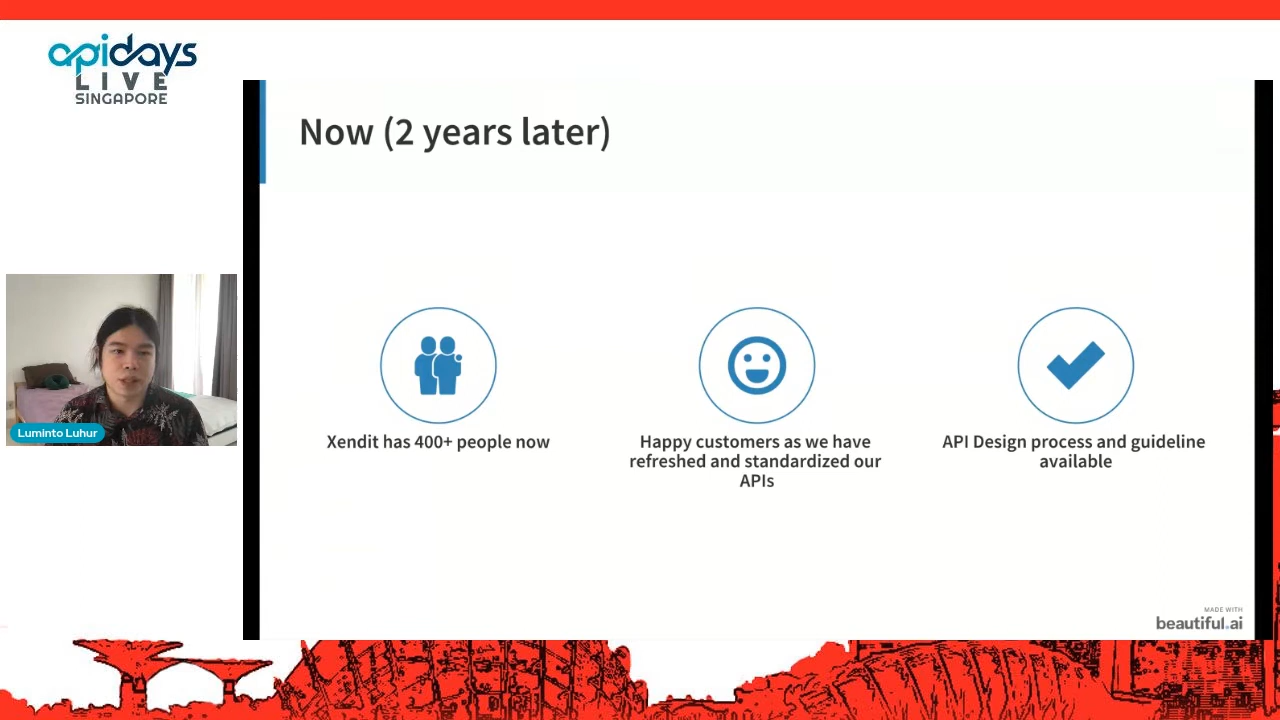 apidays
LIVE
SINGAPORE
Now (2 years later)
Luminto Luhur
Xendit has 400+ people now
Happy customers as we have
refreshed and standardized our
APIs
API Design process and guideline
available
MADE WITH
beautiful.ai